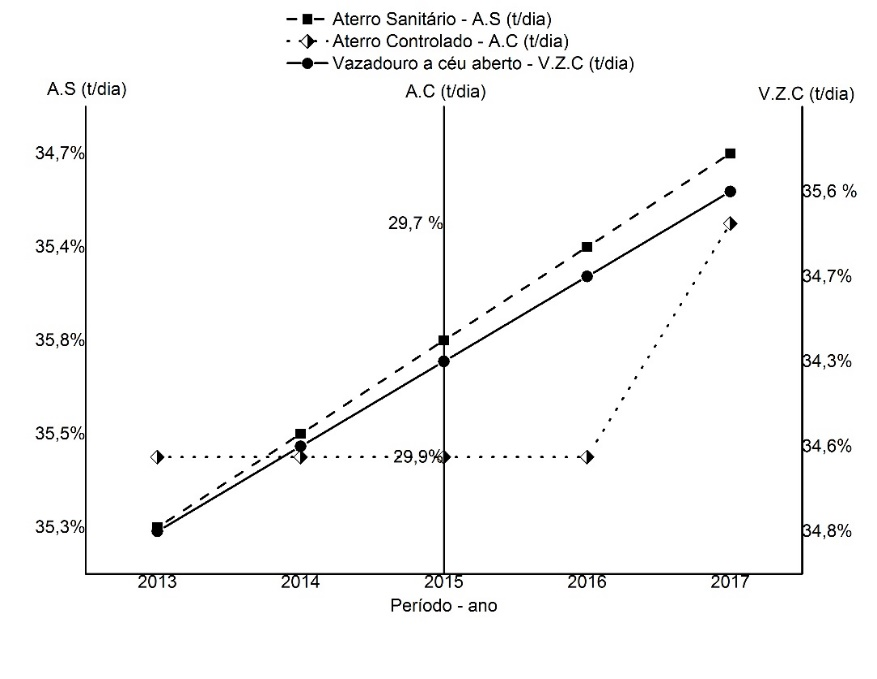 Aterro Sanitário - A.S (t/dia)
Aterro Controlado - A.C (t/dia)
Vazadouro a céu aberto - V.Z.C (t/dia)
A.S (t/dia)
A.C (t/dia)
V.Z.C (t/dia)
34,7%
35,6 %
29,7 %
35,4%
34,7%
35,8%
34,3%
35,5%
34,6%
29,9%
35,3%
34,8%
2013 2014 2015 2016 2017
Período - ano